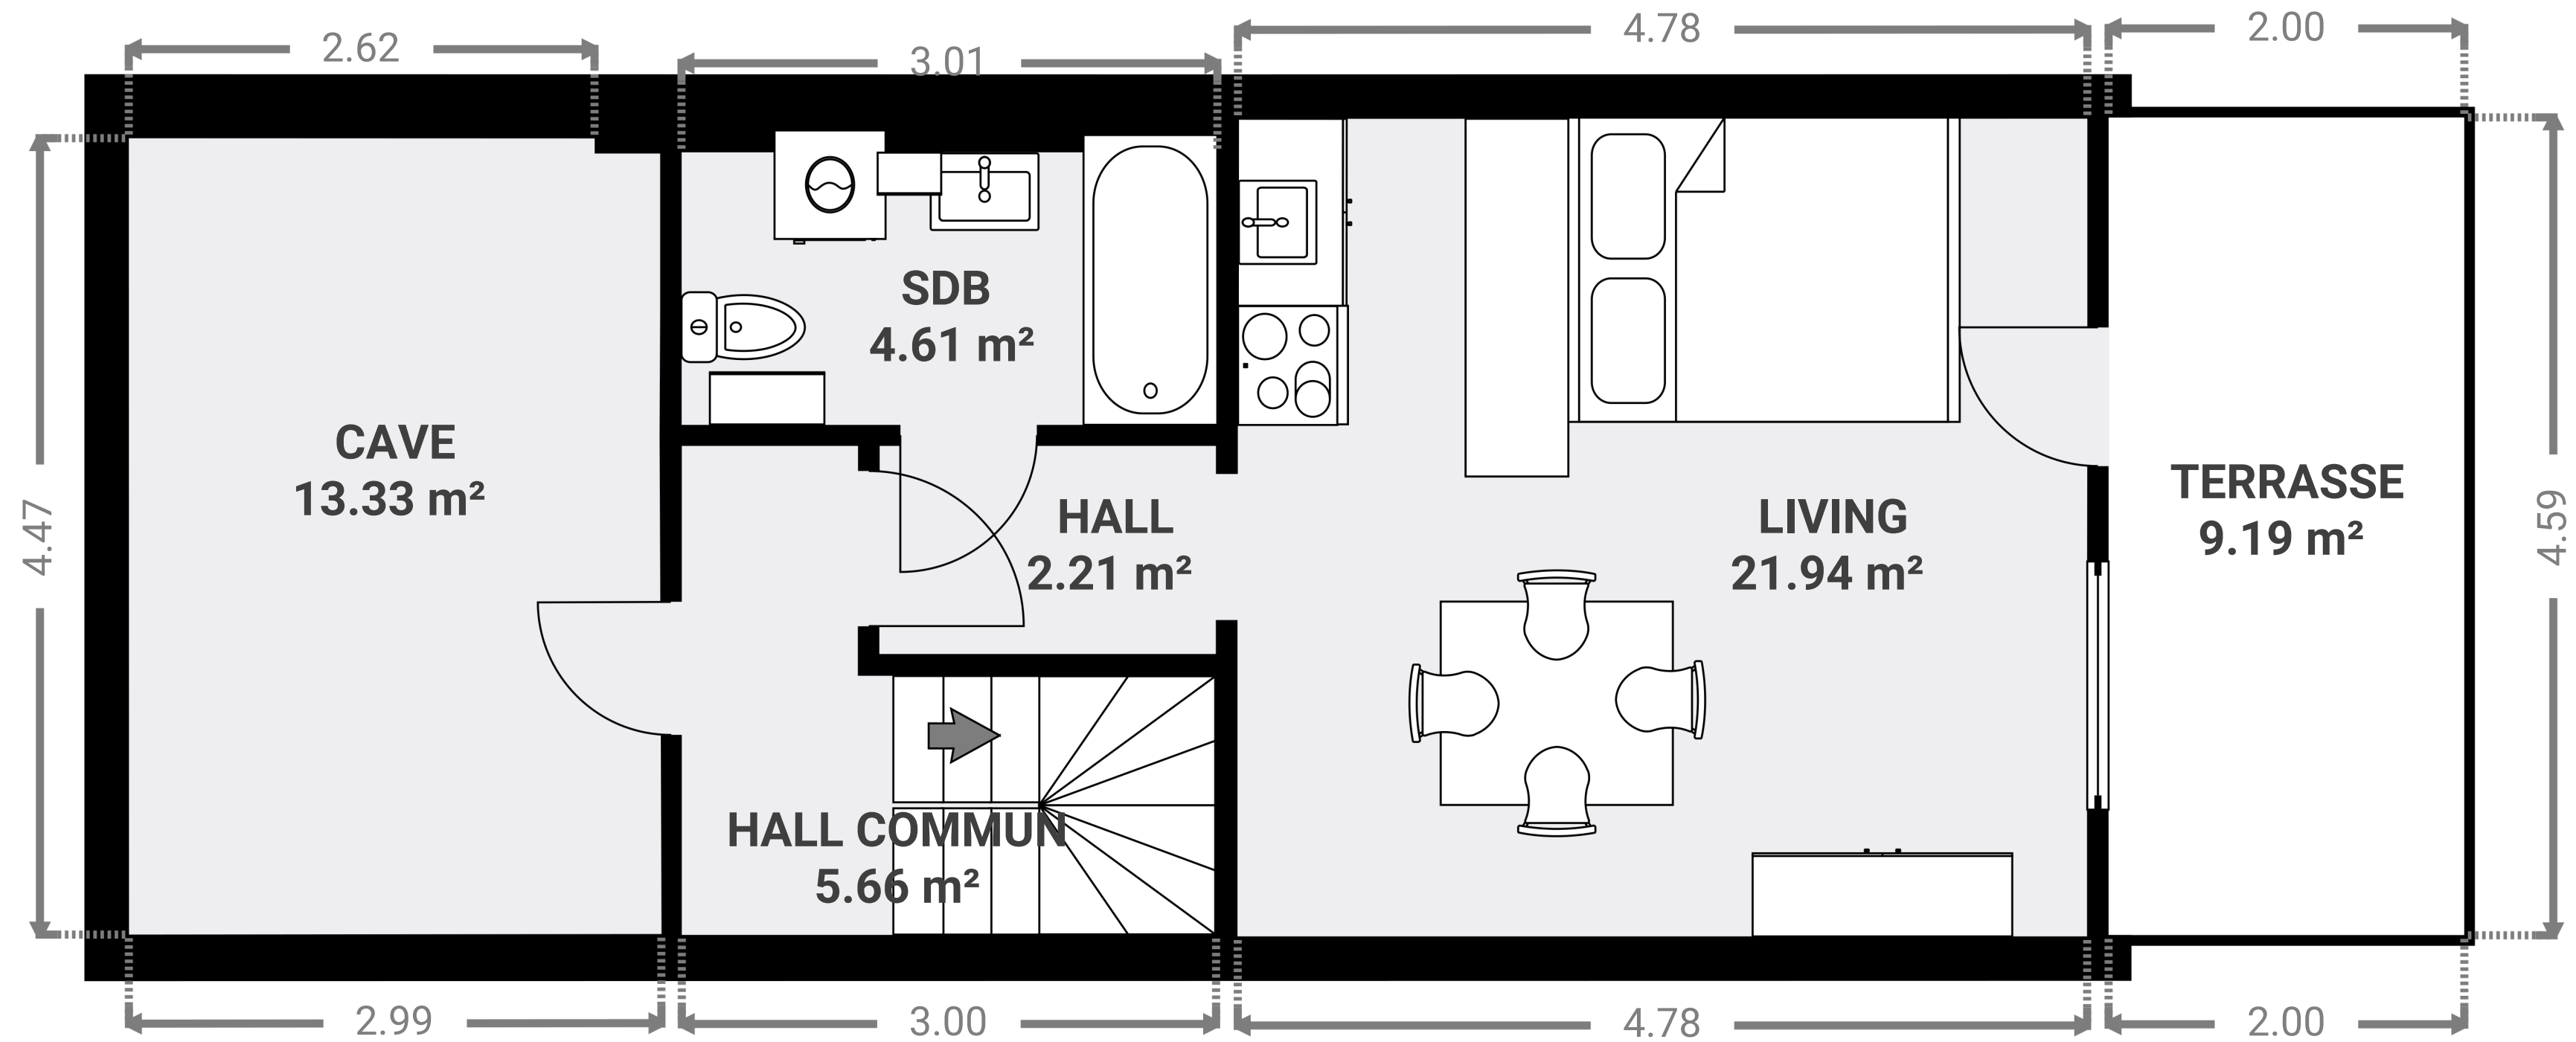 2.62
3.01
4.78
2.00
4.47
4.59
SDB
4.61 m²
CAVE
13.33 m²
HALL
2.21 m²
LIVING
21.94 m²
TERRASSE
9.19 m²
HALL COMMUN
5.66 m²
2.99
3.00
4.78
2.00